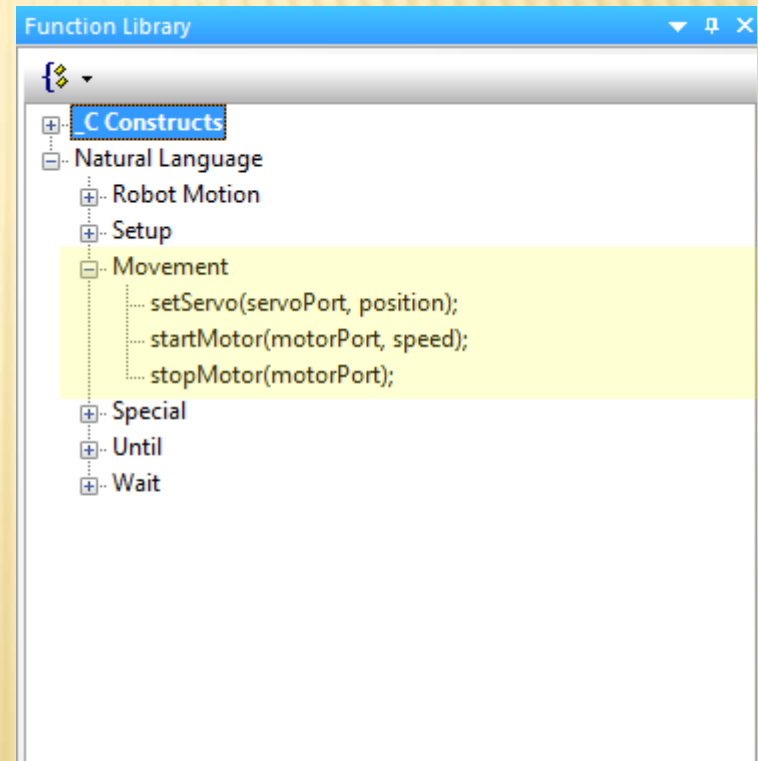 Function Library
_C Constructs
Natural Language
Robot Motion
Setup
Movement
setServo(servoPort, position);
startMotor(motorPort, speed);
stopMotor(motorPort);
Special
Until
Wait